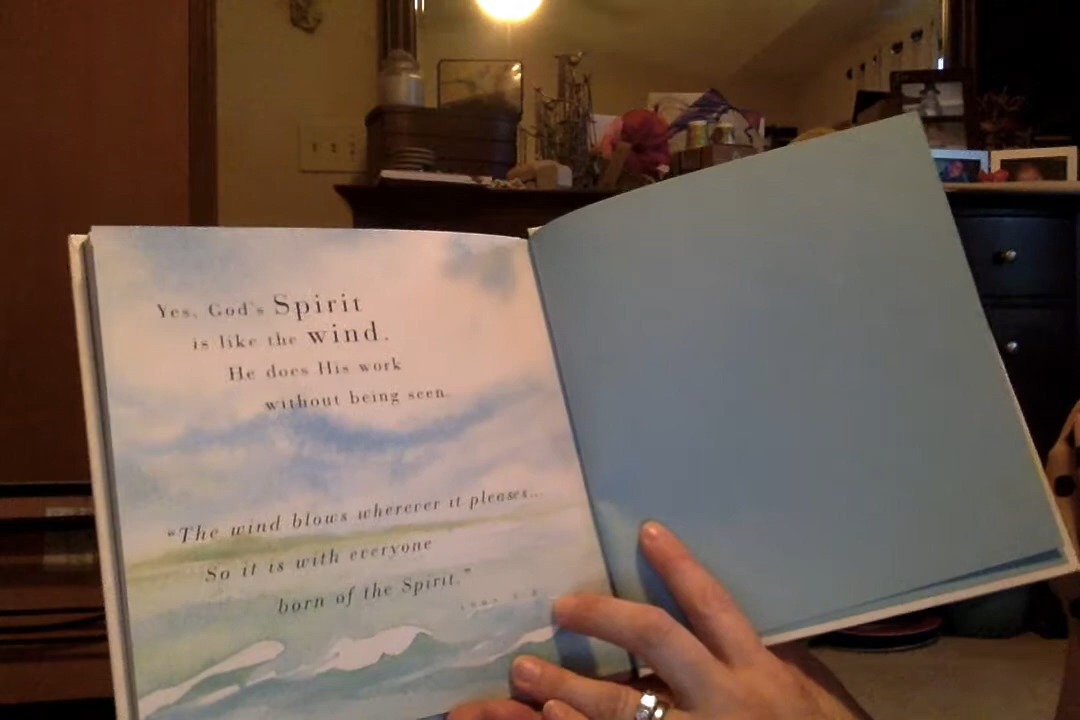 Yes, God's Spirit
is like the wind.
He does His work
without being seen.
"The wind blows wherever it pleases...
So it is with everyone
born of the Spirit."